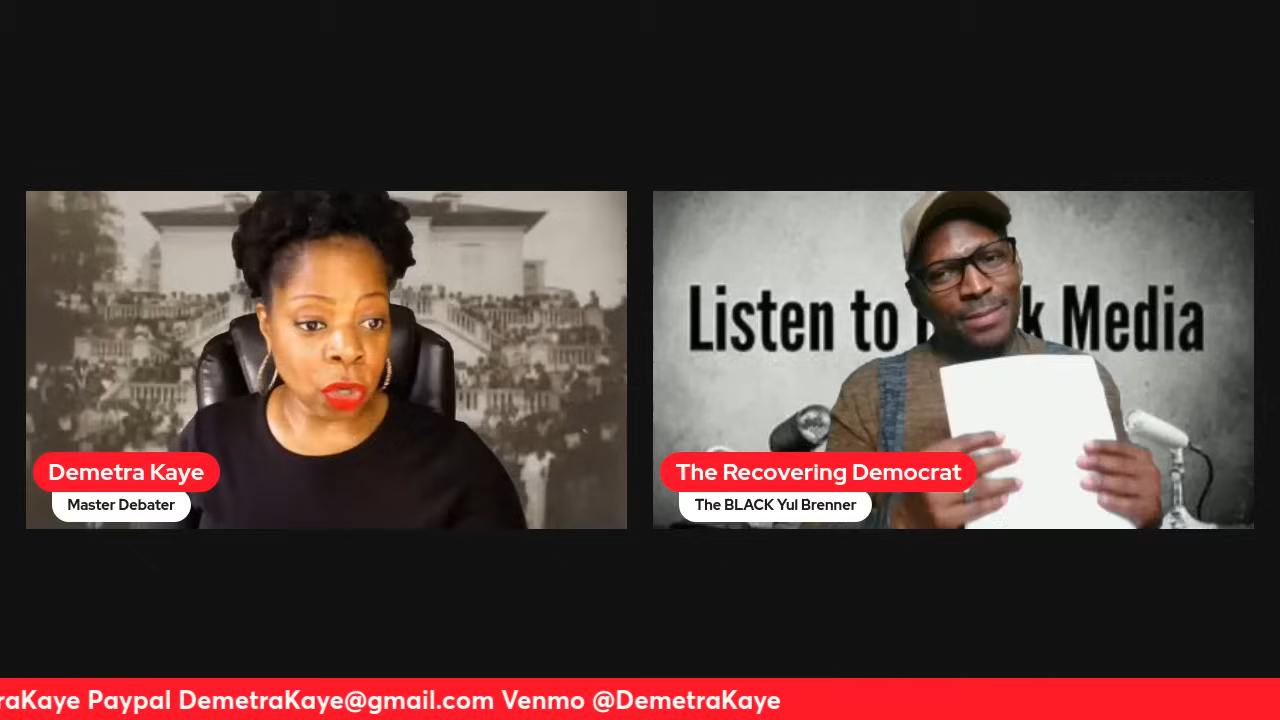 Listen to k Media
Demetra Kaye
Master Debater
The Recovering Democrat
The BLACK Yul Brenner
raKaye Paypal DemetraKaye@gmail.com Venmo @DemetraKaye